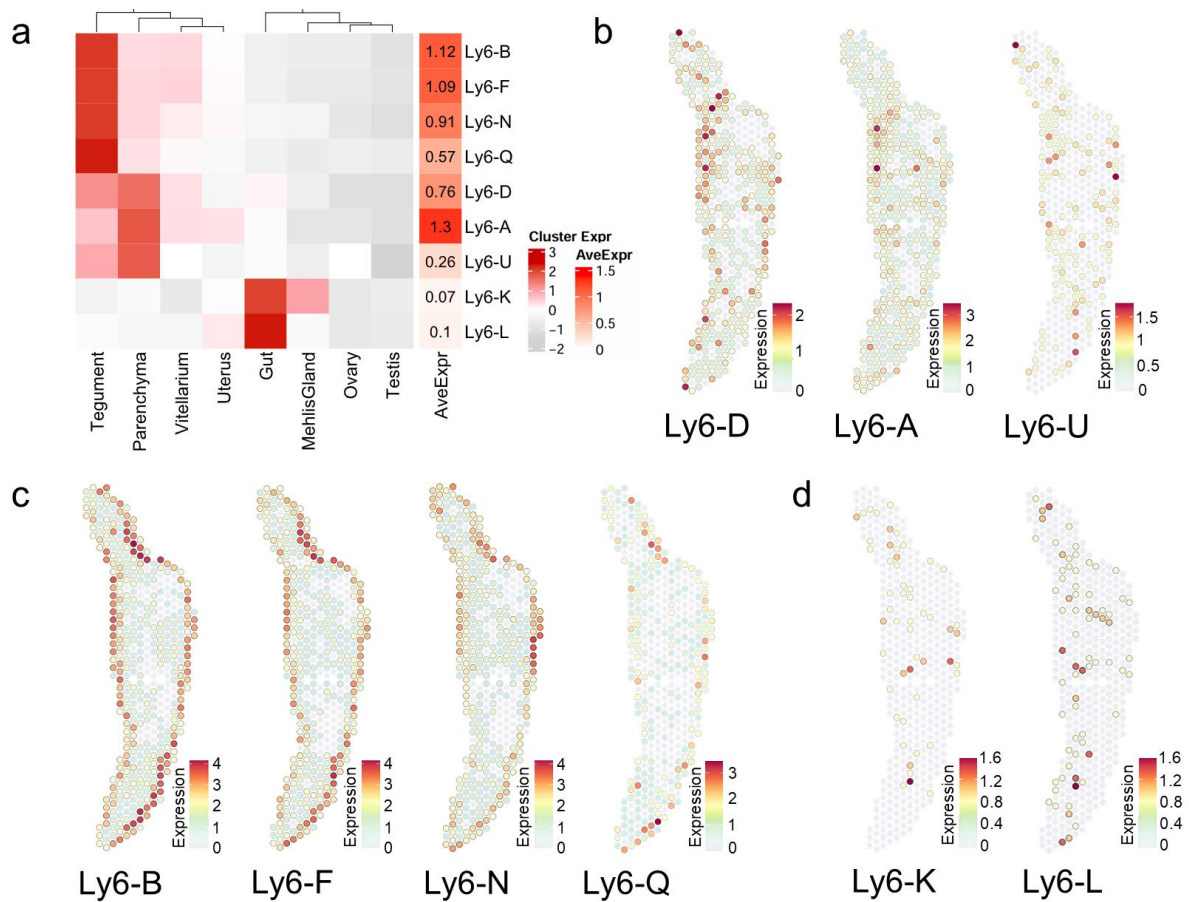 a
1.12 Ly6-B
1.09 Ly6-F
0.91 Ly6-N
0.57 Ly6-Q
0.76 Ly6-D
1.3 Ly6-A
0.26 Ly6-U
0.07 Ly6-K
0.1 Ly6-L
Tegument
Parenchyma
Vitellarium
Uterus
Gut
MehlisGland
Ovary
Testis
AveExpr
Cluster Expr
3
2
1
0
−1
−2
AveExpr
1.5
1
0.5
0
b
Expression
2
1
0
Ly6-D
Expression
3
2
1
0
Ly6-A
Expression
1.5
1
0.5
0
Ly6-U
c
Expression
4
3
2
1
0
Ly6-B
Expression
4
3
2
1
0
Ly6-F
Expression
4
3
2
1
0
Ly6-N
Expression
3
2
1
0
Ly6-Q
d
Expression
1.6
1.2
0.8
0.4
0
Ly6-K
Expression
1.6
1.2
0.8
0.4
0
Ly6-L